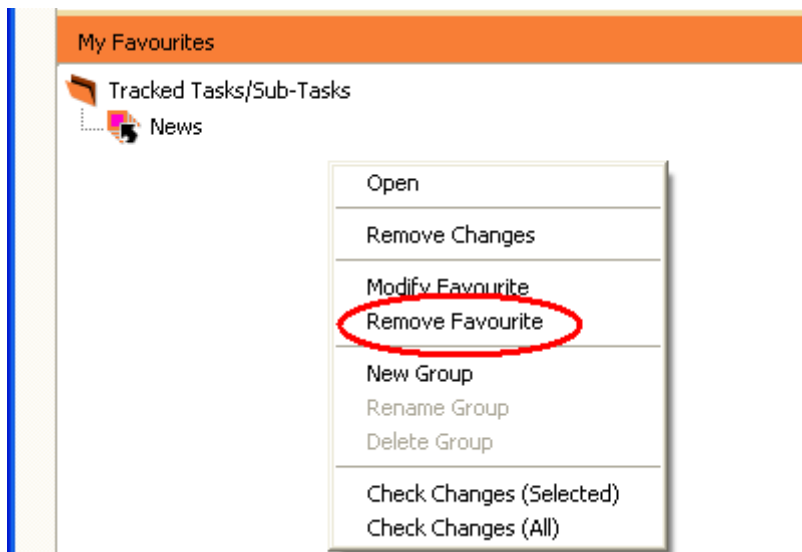 My Favourites
Tracked Tasks/Sub-Tasks
News
Open
Remove Changes
Modify Favourite
Remove Favourite
New Group
Rename Group
Delete Group
Check Changes (Selected)
Check Changes (All)